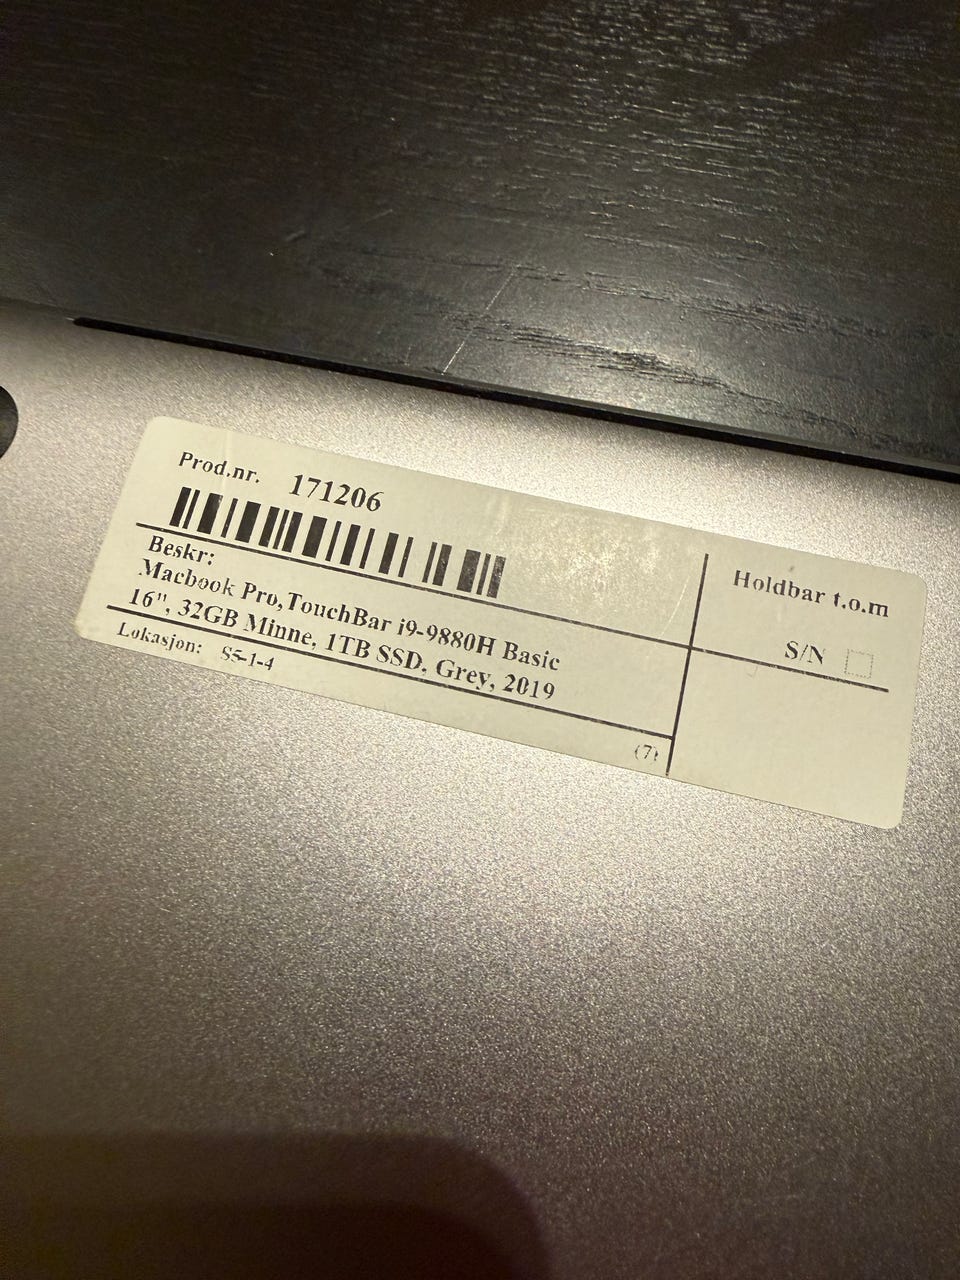 Prod.nr. 171206
Beskr:
Macbook Pro,TouchBar i9-9880H Basic
16", 32GB Minne, 1TB SSD, Grey, 2019
Lokasjon: S5-1-4
(7)
Holdbar t.o.m
S/N